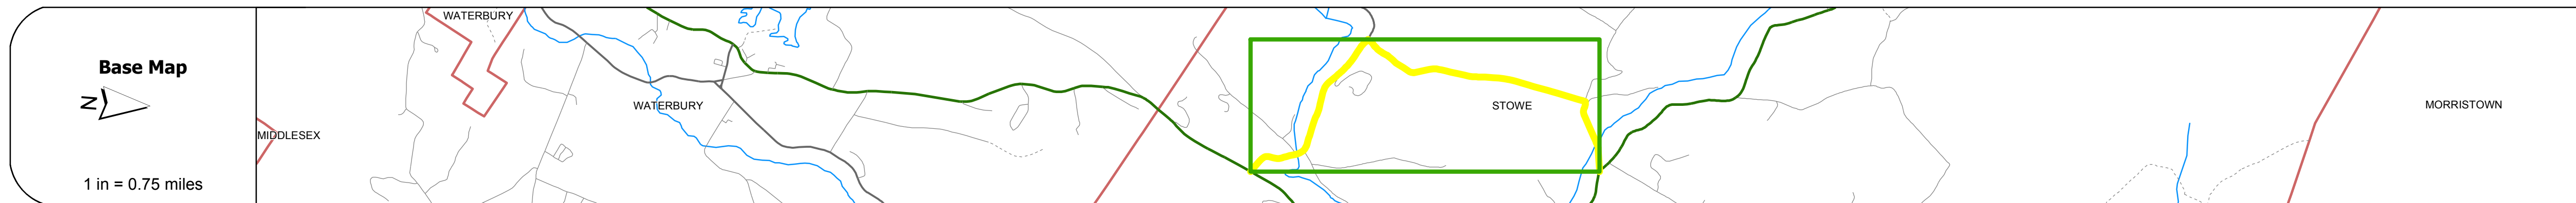 Base Map
N
1 in = 0.75 miles
WATERBURY
MIDDLESEX
WATERBURY
STOWE
MORRISTOWN